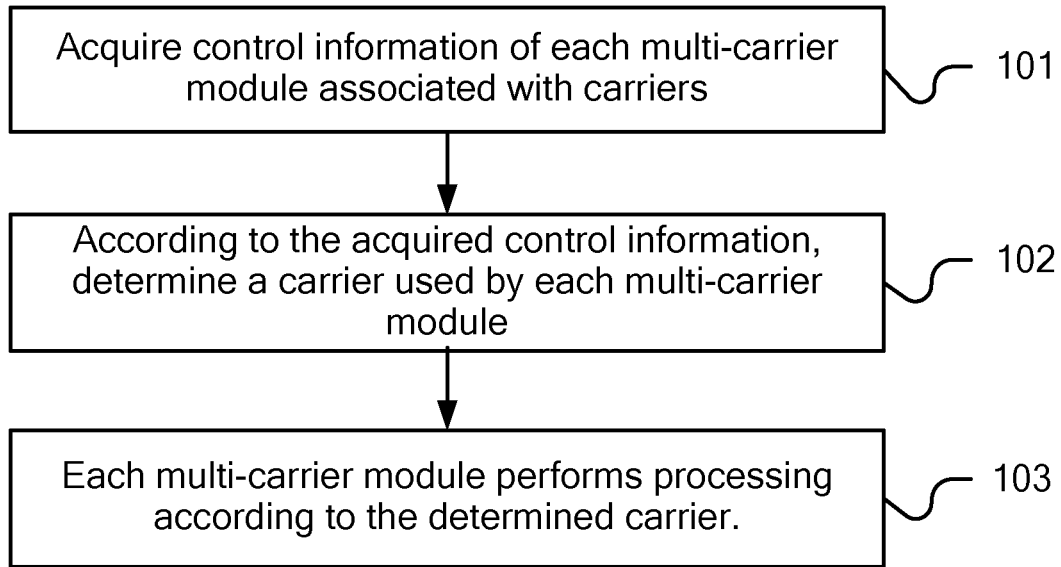 Acquire control information of each multi-carrier
module associated with carriers
101
According to the acquired control information,
determine a carrier used by each multi-carrier
module
102
Each multi-carrier module performs processing
according to the determined carrier.
103